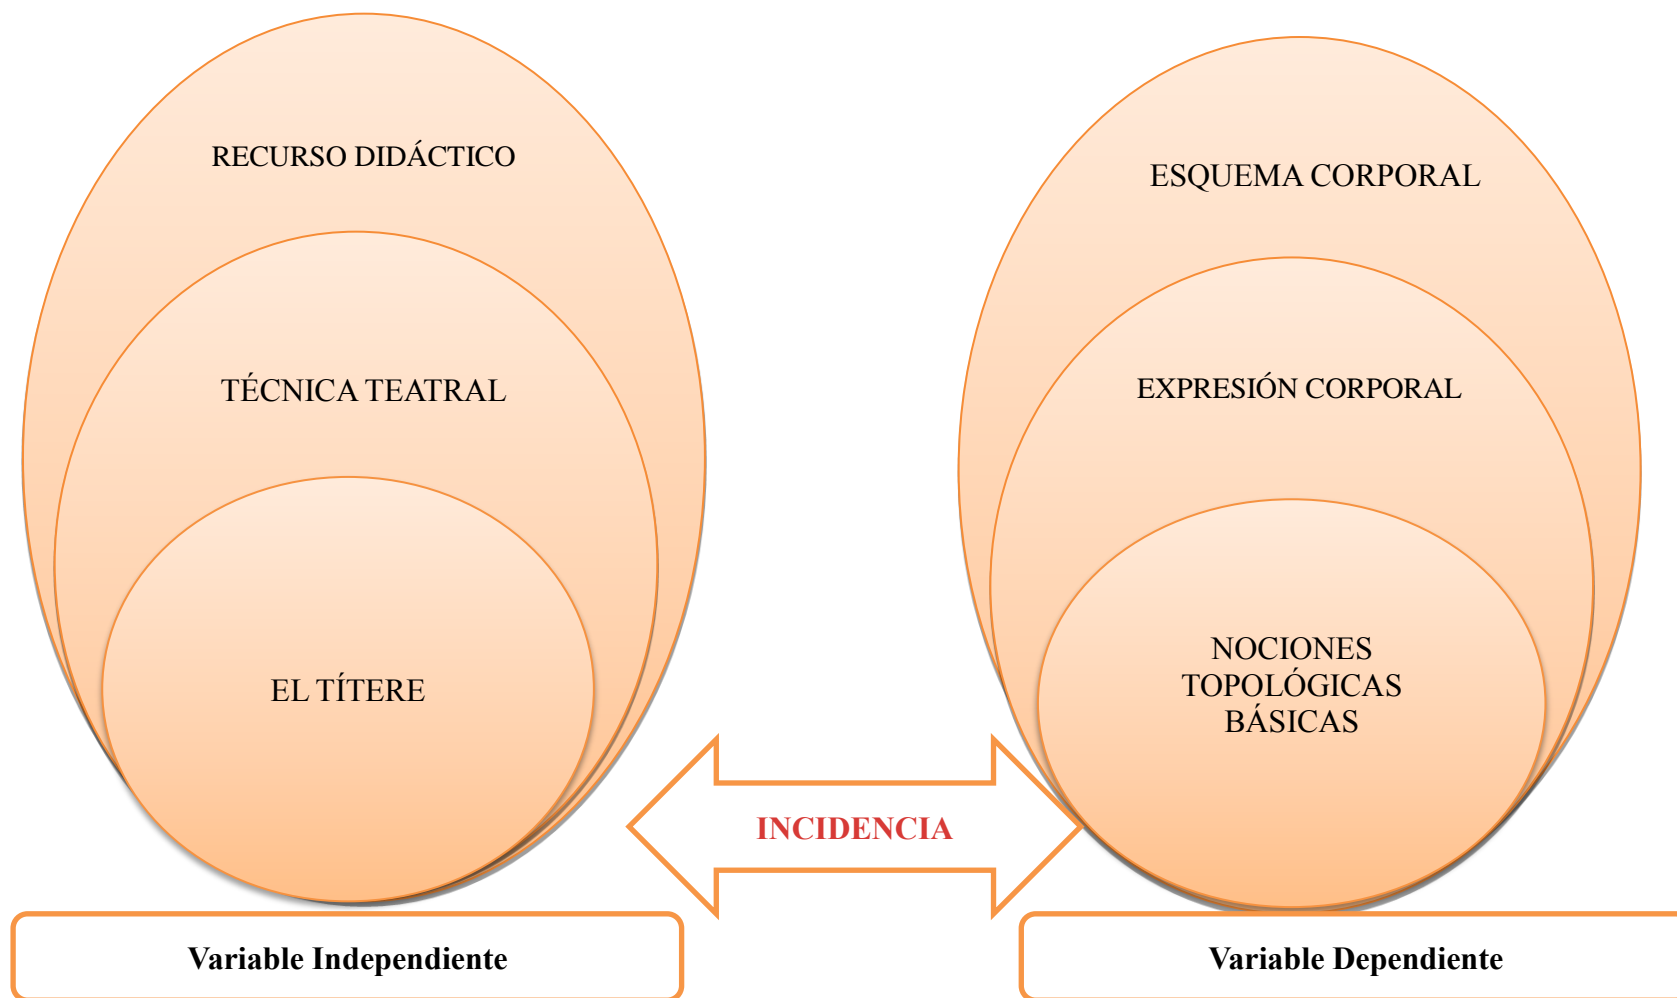 RECURSO DIDÁCTICO
TÉCNICA TEATRAL
EL TÍTERE
ESQUEMA CORPORAL
EXPRESIÓN CORPORAL
NOCIONES
TOPOLÓGICAS
BÁSICAS
INCIDENCIA
Variable Independiente
Variable Dependiente